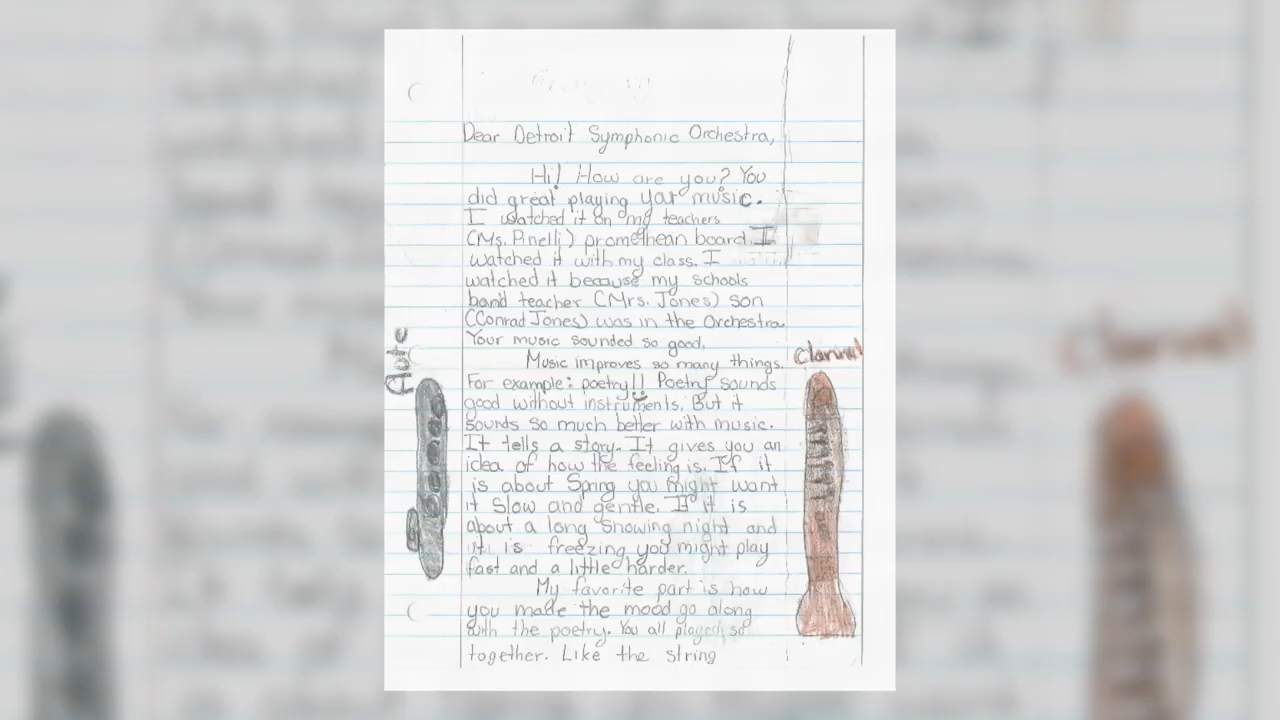 Dear Detroit Symphonic Orchestra,
Hi! How are you? You
did great playing your music.
I watched it on my teachers
(Ms. Pinelli) promethean board. I
watched it with my class. I
watched it because my schools
band teacher (Mrs. Jones) son
(Conrad Jones) was in the Orchestra.
Your music sounded so good.
Music improves so many things.
For example: poetry!! Poetry sounds
good without instruments. But it
sounds so much better with music.
It tells a story. It gives you an
idea of how the feeling is. If it
is about Spring you might want
it slow and gentle. If it is
about a long snowing night and
it is freezing you might play
fast and a little harder.
My favorite part is how
you made the mood go along
with the poetry. You all played so
together. Like the string
flute
Clarinet